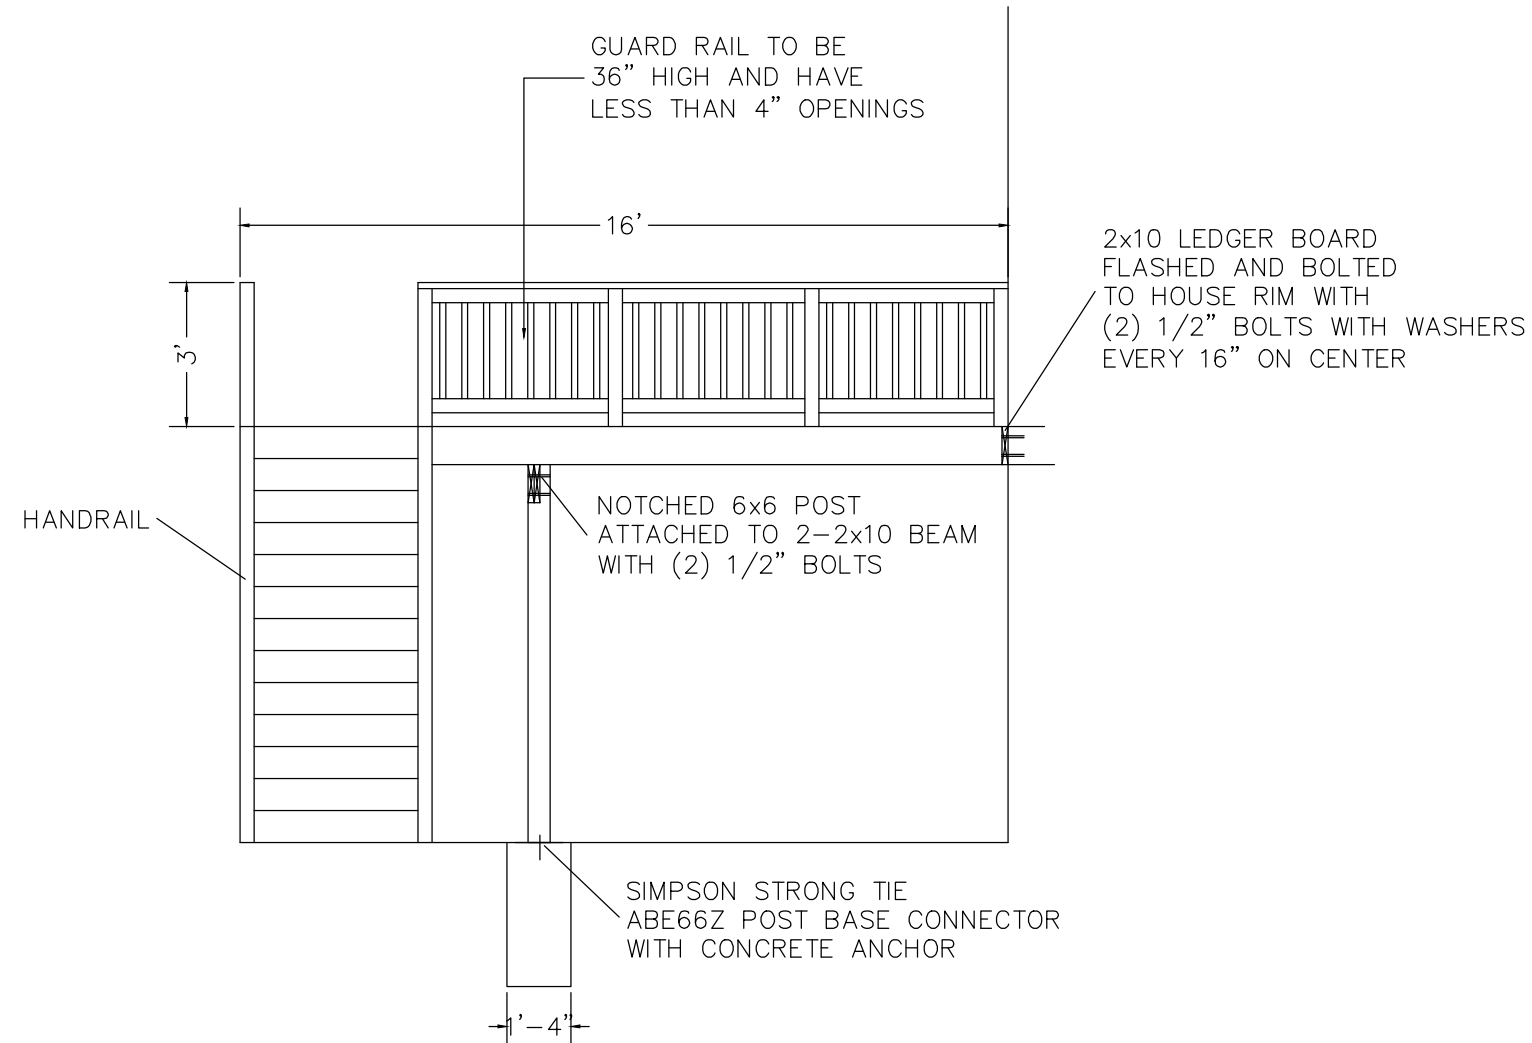 GUARD RAIL TO BE
36" HIGH AND HAVE
LESS THAN 4" OPENINGS
16'
2x10 LEDGER BOARD
FLASHED AND BOLTED
TO HOUSE RIM WITH
(2) 1/2" BOLTS WITH WASHERS
EVERY 16" ON CENTER
3'
HANDRAIL
NOTCHED 6x6 POST
ATTACHED TO 2-2x10 BEAM
WITH (2) 1/2" BOLTS
SIMPSON STRONG TIE
ABE66Z POST BASE CONNECTOR
WITH CONCRETE ANCHOR
1'-4"